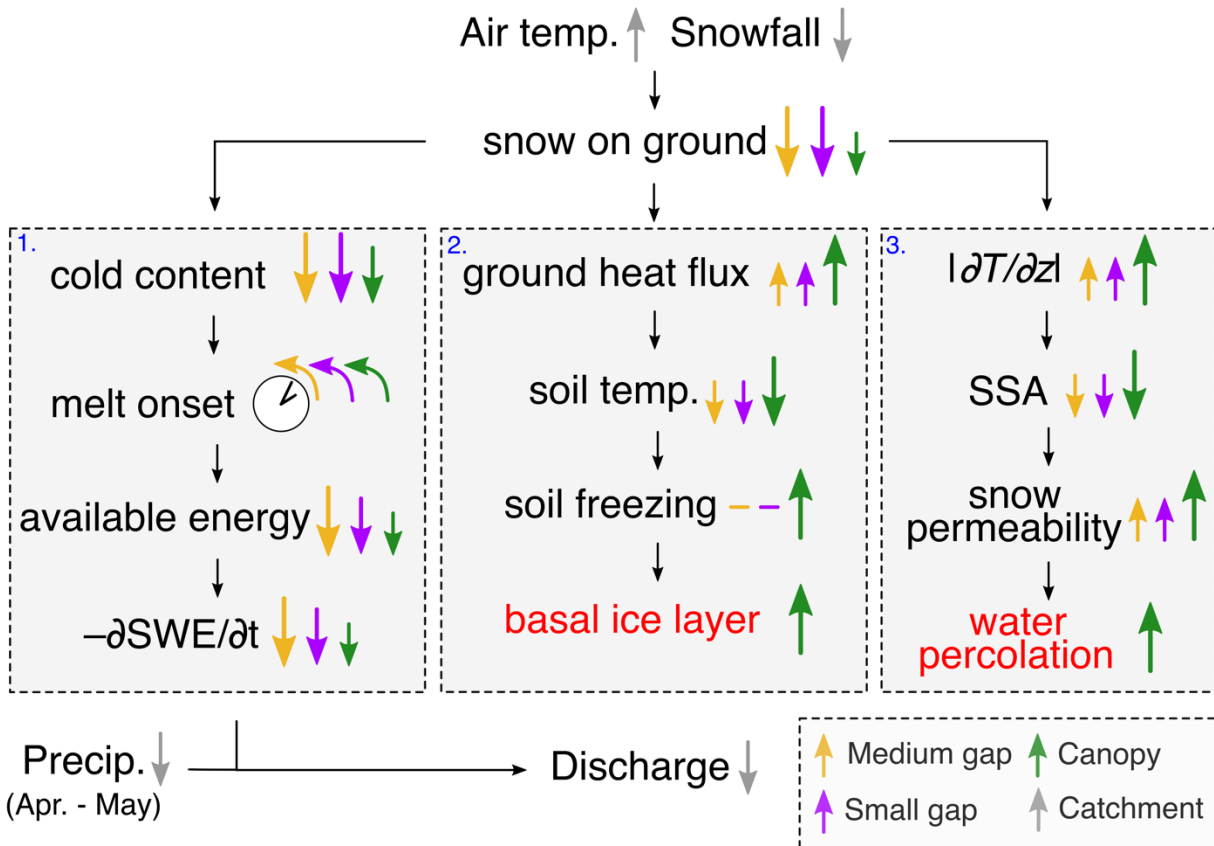 Air temp. Snowfall
snow on ground
1.
cold content
melt onset
available energy
–∂SWE/∂t
2.
ground heat flux
soil temp.
soil freezing
basal ice layer
3.
|∂T/∂z|
SSA
snow
permeability
water
percolation
Precip.
(Apr. - May)
Discharge
Medium gap
Canopy
Small gap
Catchment